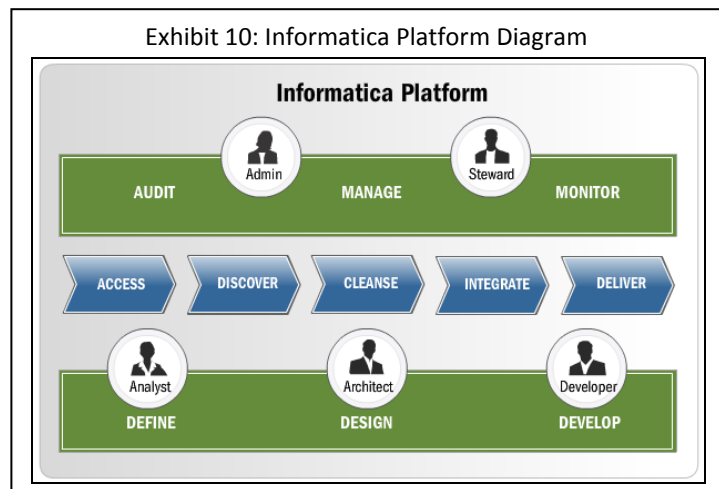 Exhibit 10: Informatica Platform Diagram
Informatica Platform
Admin
Steward
AUDIT MANAGE MONITOR
ACCESS DISCOVER CLEANSE INTEGRATE DELIVER
Analyst Architect Developer
DEFINE DESIGN DEVELOP